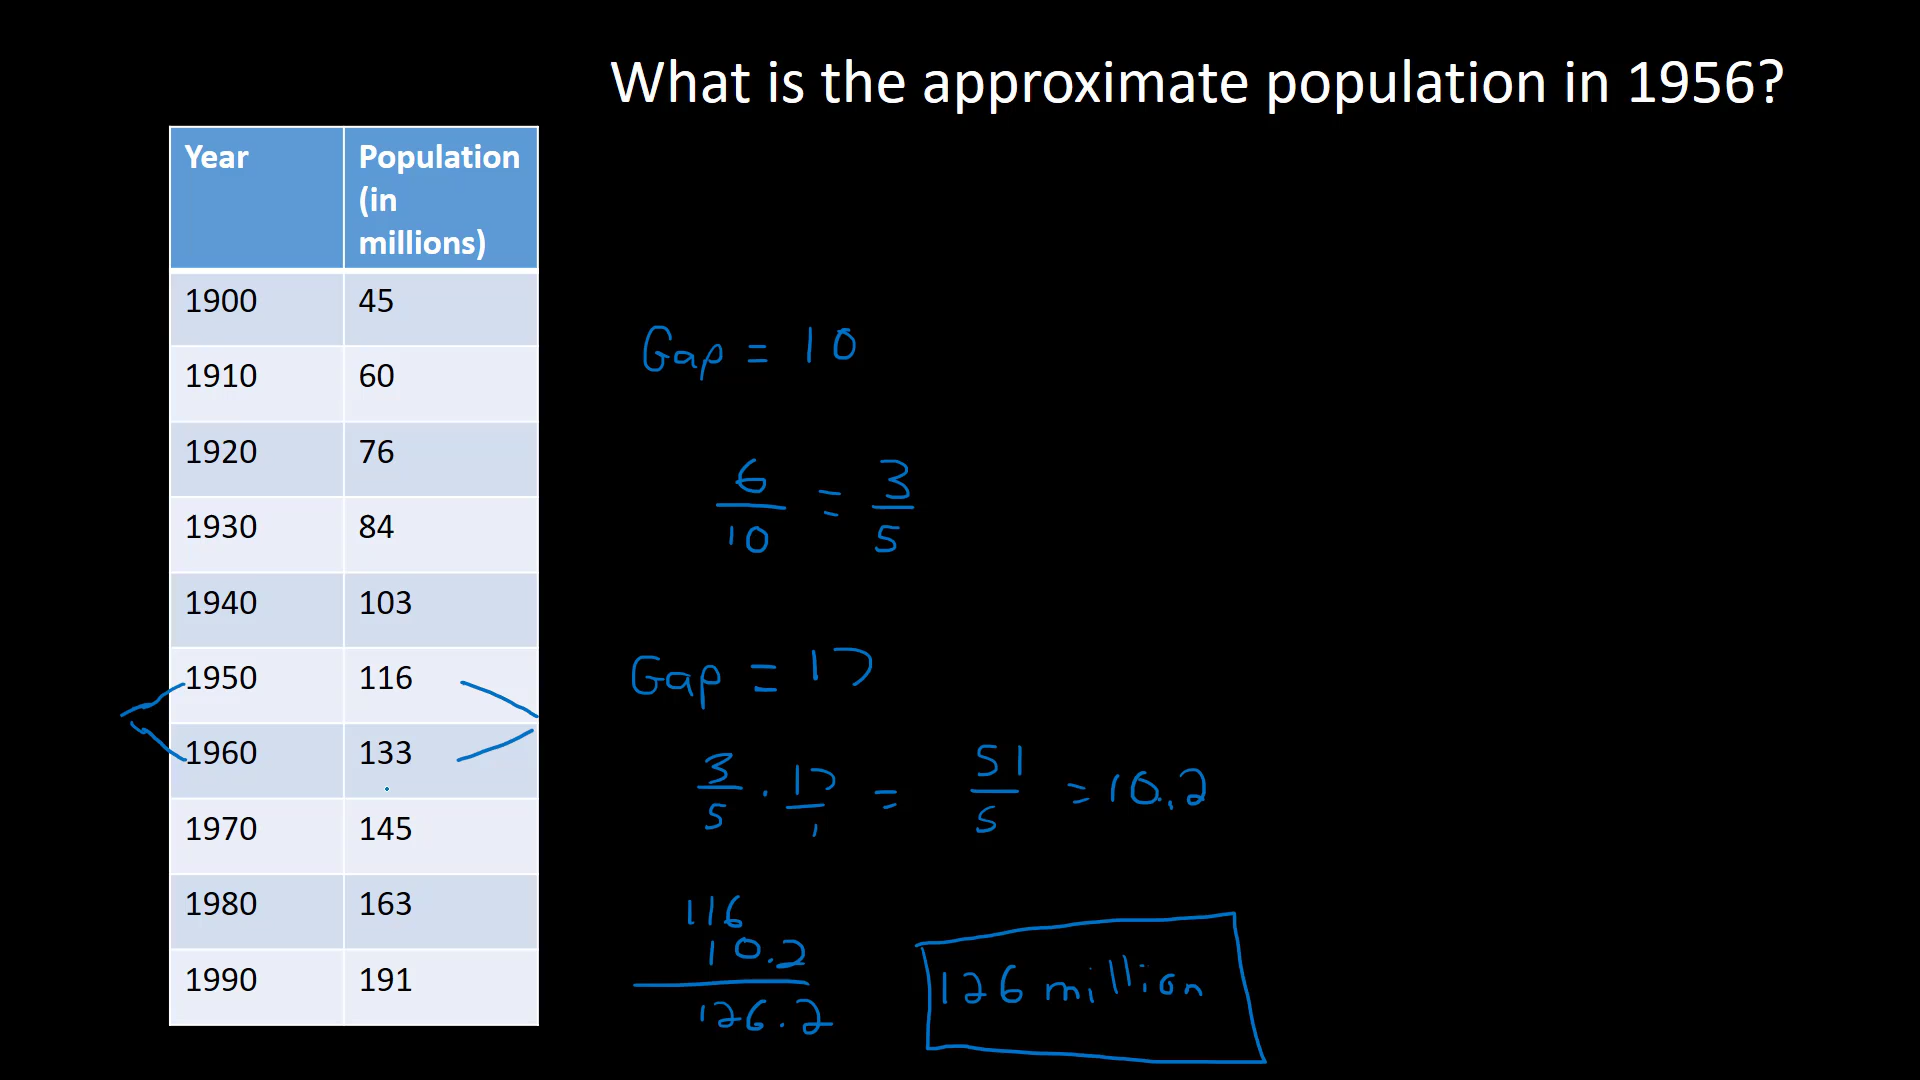 What is the approximate population in 1956?
Year Population (in millions)
1900 45
1910 60
1920 76
1930 84
1940 103
1950 116
1960 133
1970 145
1980 163
1990 191
Gap = 10
6/10 = 3/5
Gap = 17
3/5 · 17/1 = 51/5 = 10.2
116
10.2
126.2
126 million